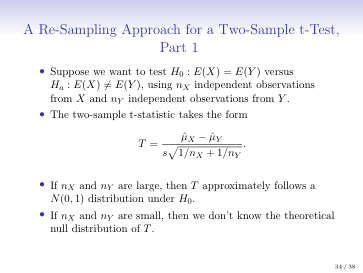 A Re-Sampling Approach for a Two-Sample t-Test,
Part 1
• Suppose we want to test H₀ : E(X) = E(Y) versus
Hₐ : E(X) ≠ E(Y), using n_X independent observations
from X and n_Y independent observations from Y.
• The two-sample t-statistic takes the form
T = (μ̂_X − μ̂_Y) / (s√(1/n_X + 1/n_Y)).
• If n_X and n_Y are large, then T approximately follows a
N(0, 1) distribution under H₀.
• If n_X and n_Y are small, then we don't know the theoretical
null distribution of T.
34 / 38